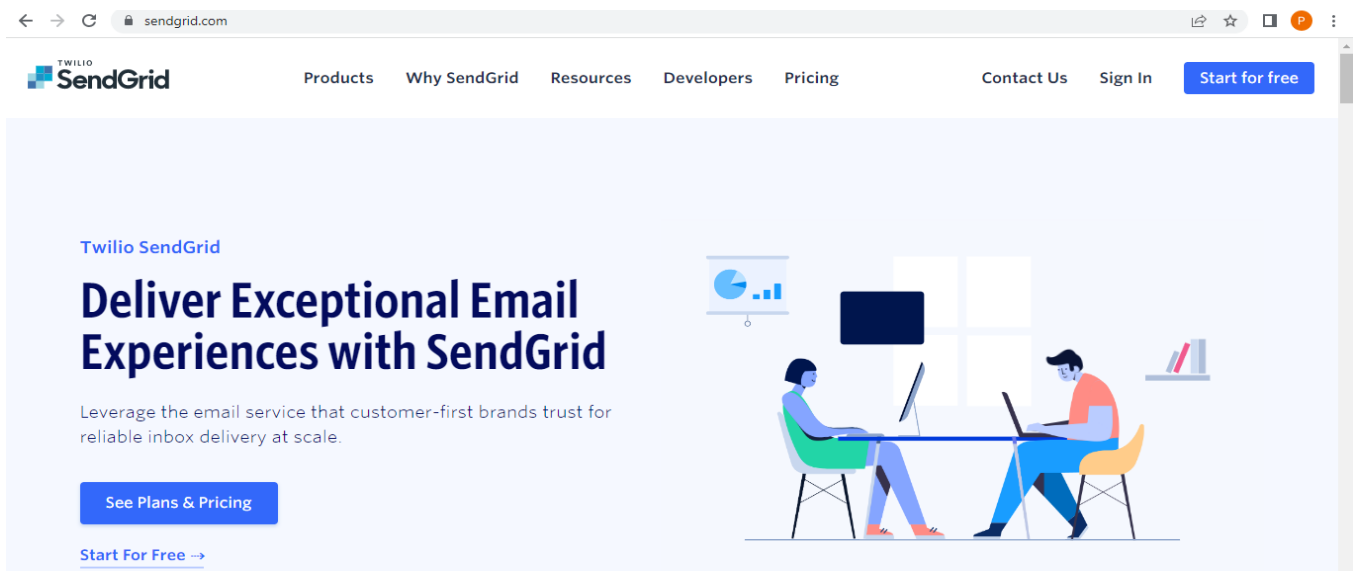 sendgrid.com
P
TWILIO
SendGrid
Products Why SendGrid Resources Developers Pricing Contact Us Sign In Start for free
Twilio SendGrid
Deliver Exceptional Email
Experiences with SendGrid
Leverage the email service that customer-first brands trust for
reliable inbox delivery at scale.
See Plans & Pricing
Start For Free ⇢